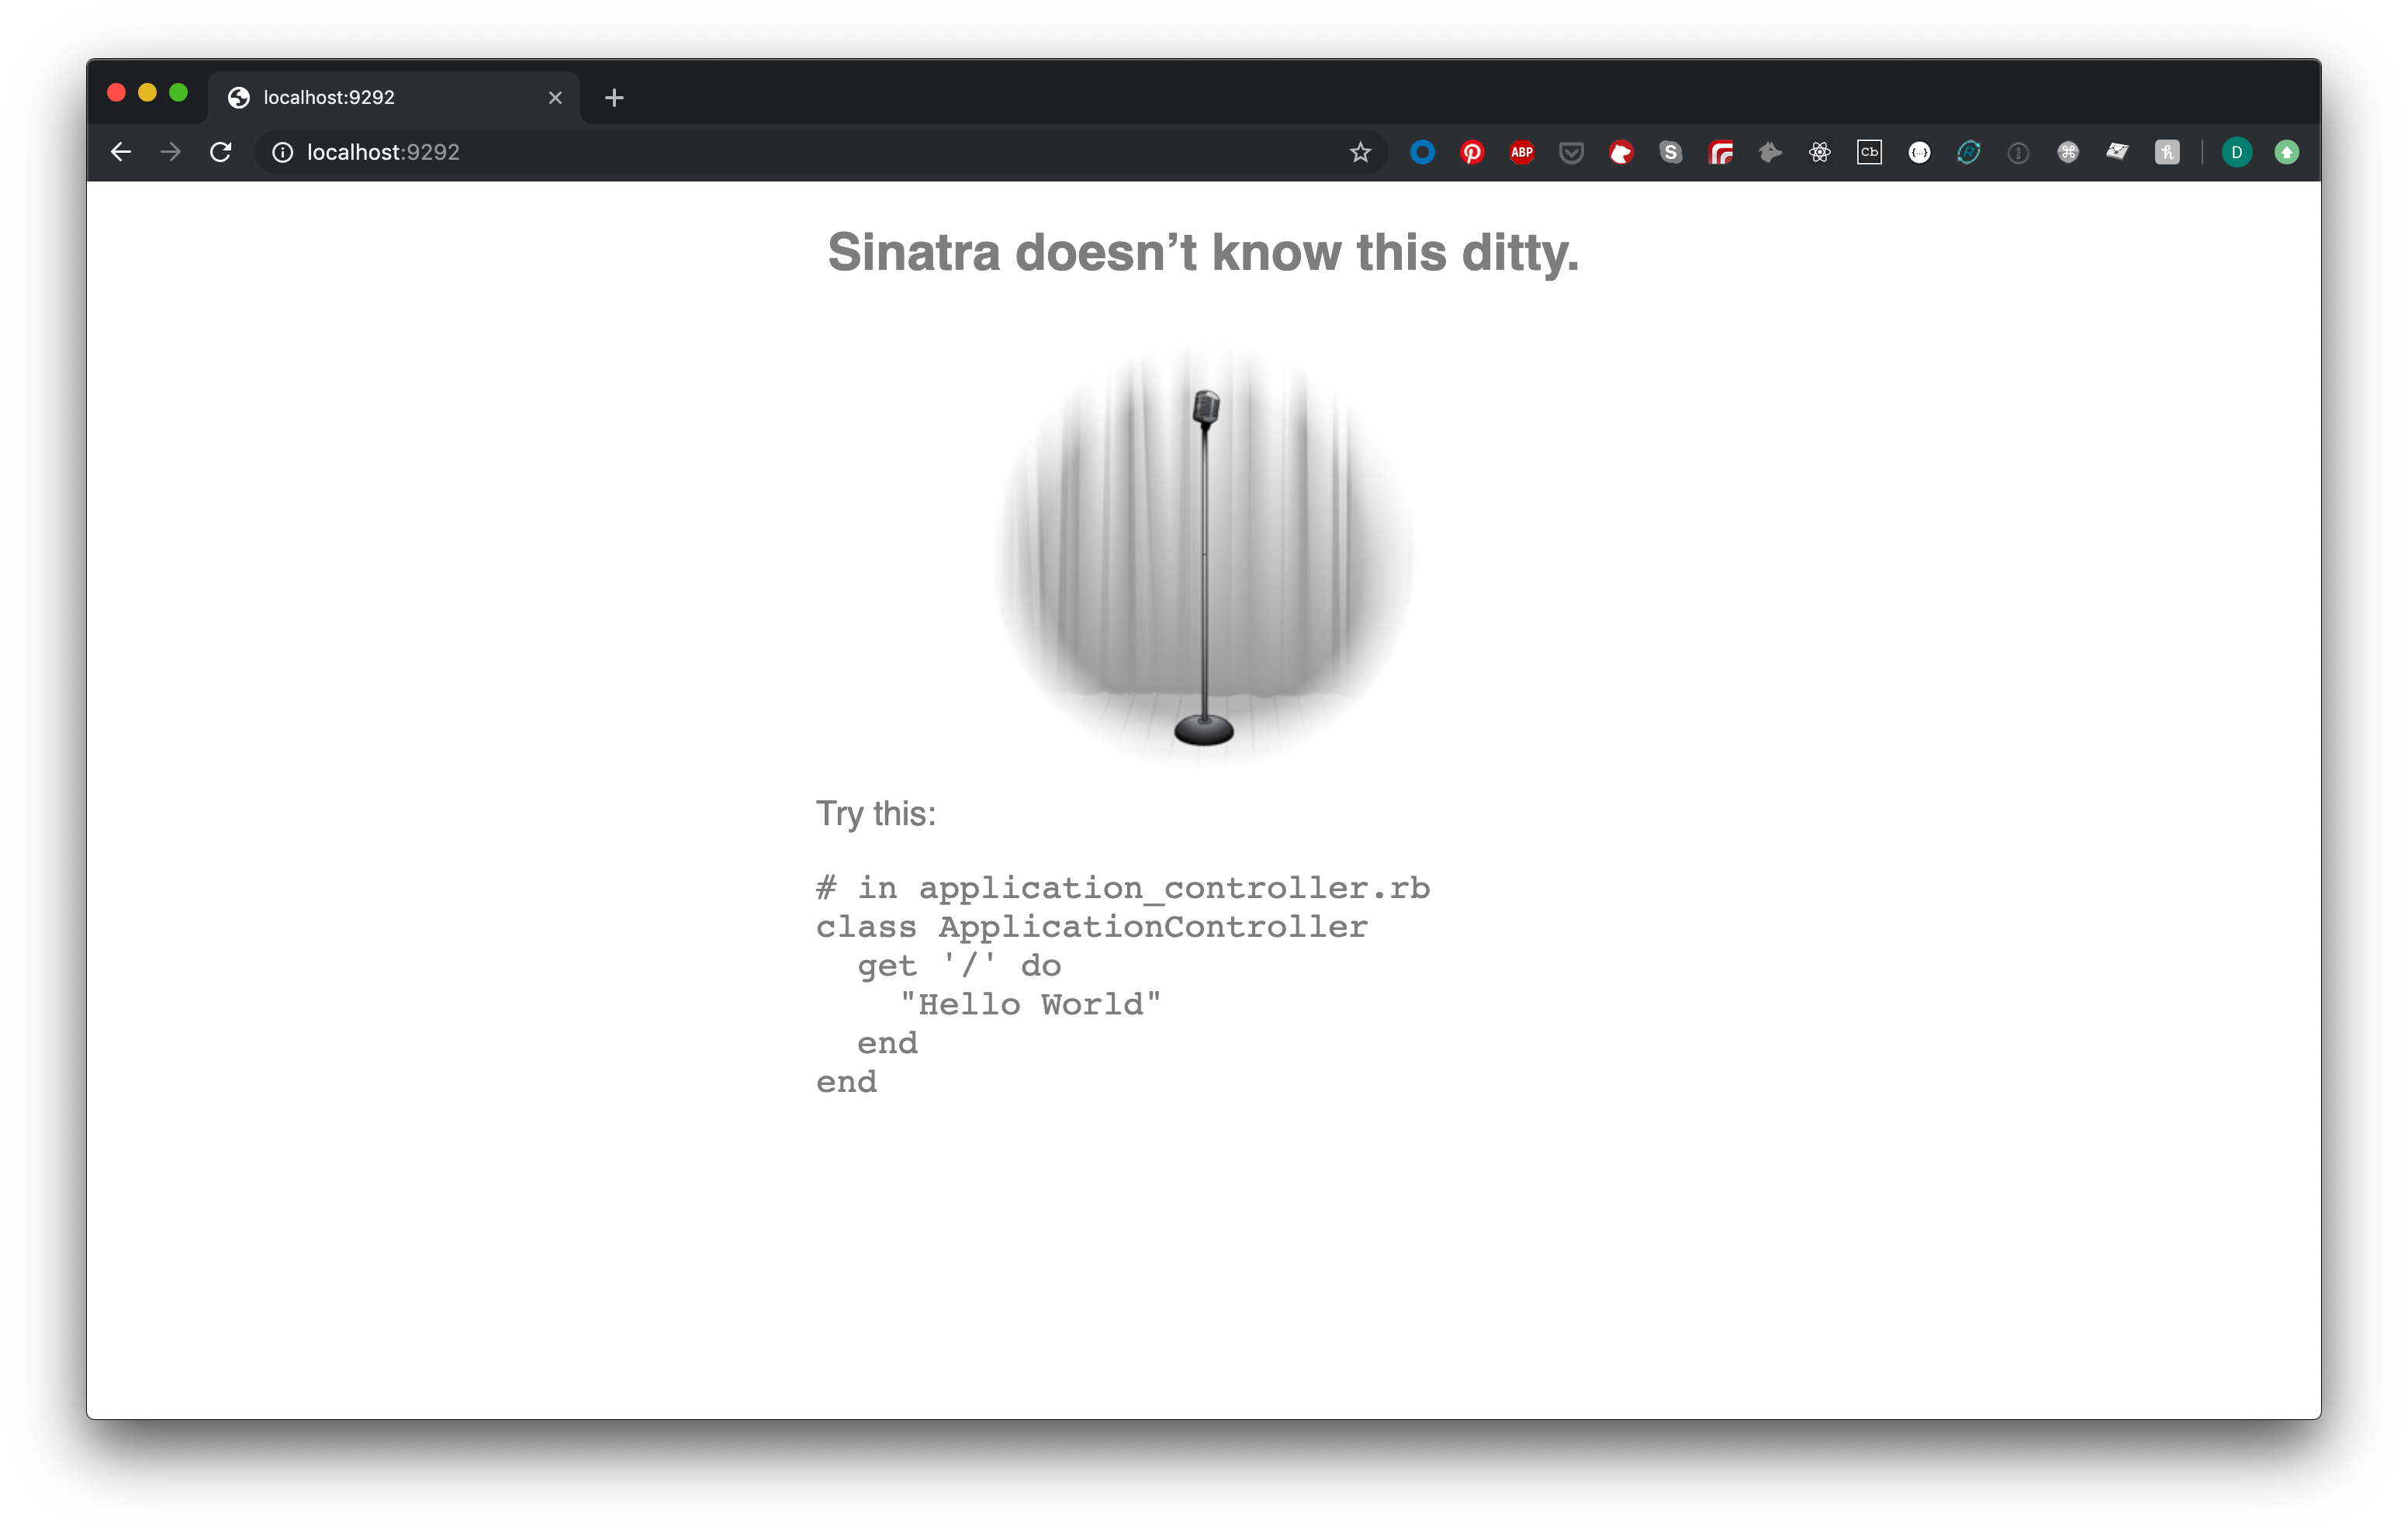 localhost:9292
localhost:9292
ABP
S
Cb
{...}
R
h
D
Sinatra doesn’t know this ditty.
Try this:
# in application_controller.rb
class ApplicationController
  get '/' do
    "Hello World"
  end
end